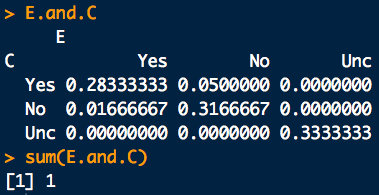 > E.and.C
E
C Yes No Unc
Yes 0.28333333 0.0500000 0.0000000
No 0.01666667 0.3166667 0.0000000
Unc 0.00000000 0.0000000 0.3333333
> sum(E.and.C)
[1] 1